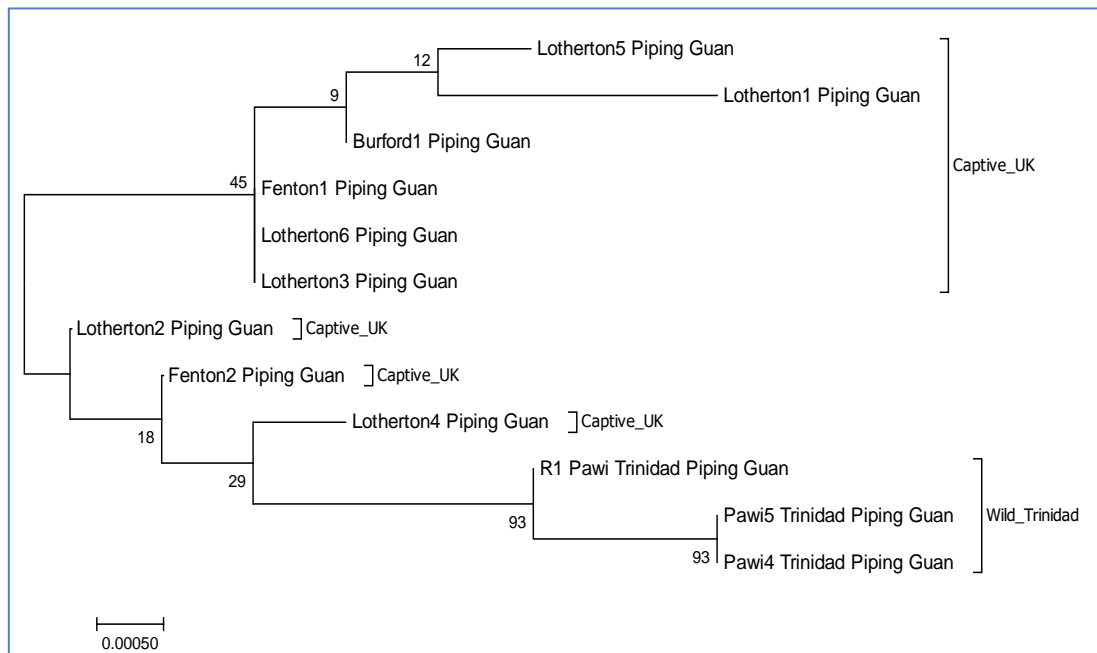 Lotherton5 Piping Guan
12
Lotherton1 Piping Guan
9
Burford1 Piping Guan
Captive_UK
45
Fenton1 Piping Guan
Lotherton6 Piping Guan
Lotherton3 Piping Guan
Lotherton2 Piping Guan Captive_UK
Fenton2 Piping Guan Captive_UK
Lotherton4 Piping Guan Captive_UK
18
R1 Pawi Trinidad Piping Guan
29
Pawi5 Trinidad Piping Guan Wild_Trinidad
93
93
Pawi4 Trinidad Piping Guan
0.00050